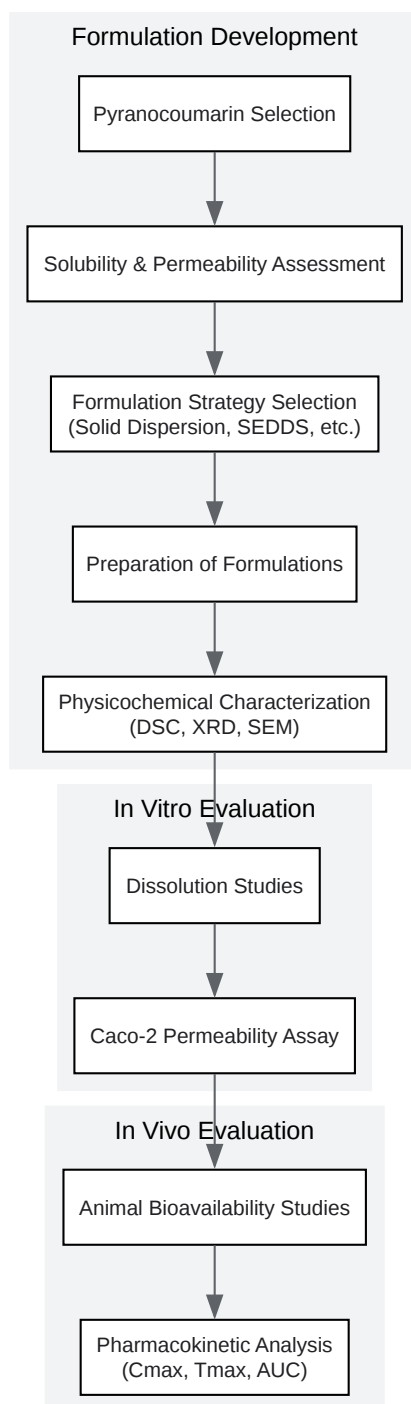 Formulation Development
Pyranocoumarin Selection
Solubility & Permeability Assessment
Formulation Strategy Selection
(Solid Dispersion, SEDDS, etc.)
Preparation of Formulations
Physicochemical Characterization
(DSC, XRD, SEM)
In Vitro Evaluation
Dissolution Studies
Caco-2 Permeability Assay
In Vivo Evaluation
Animal Bioavailability Studies
Pharmacokinetic Analysis
(Cmax, Tmax, AUC)